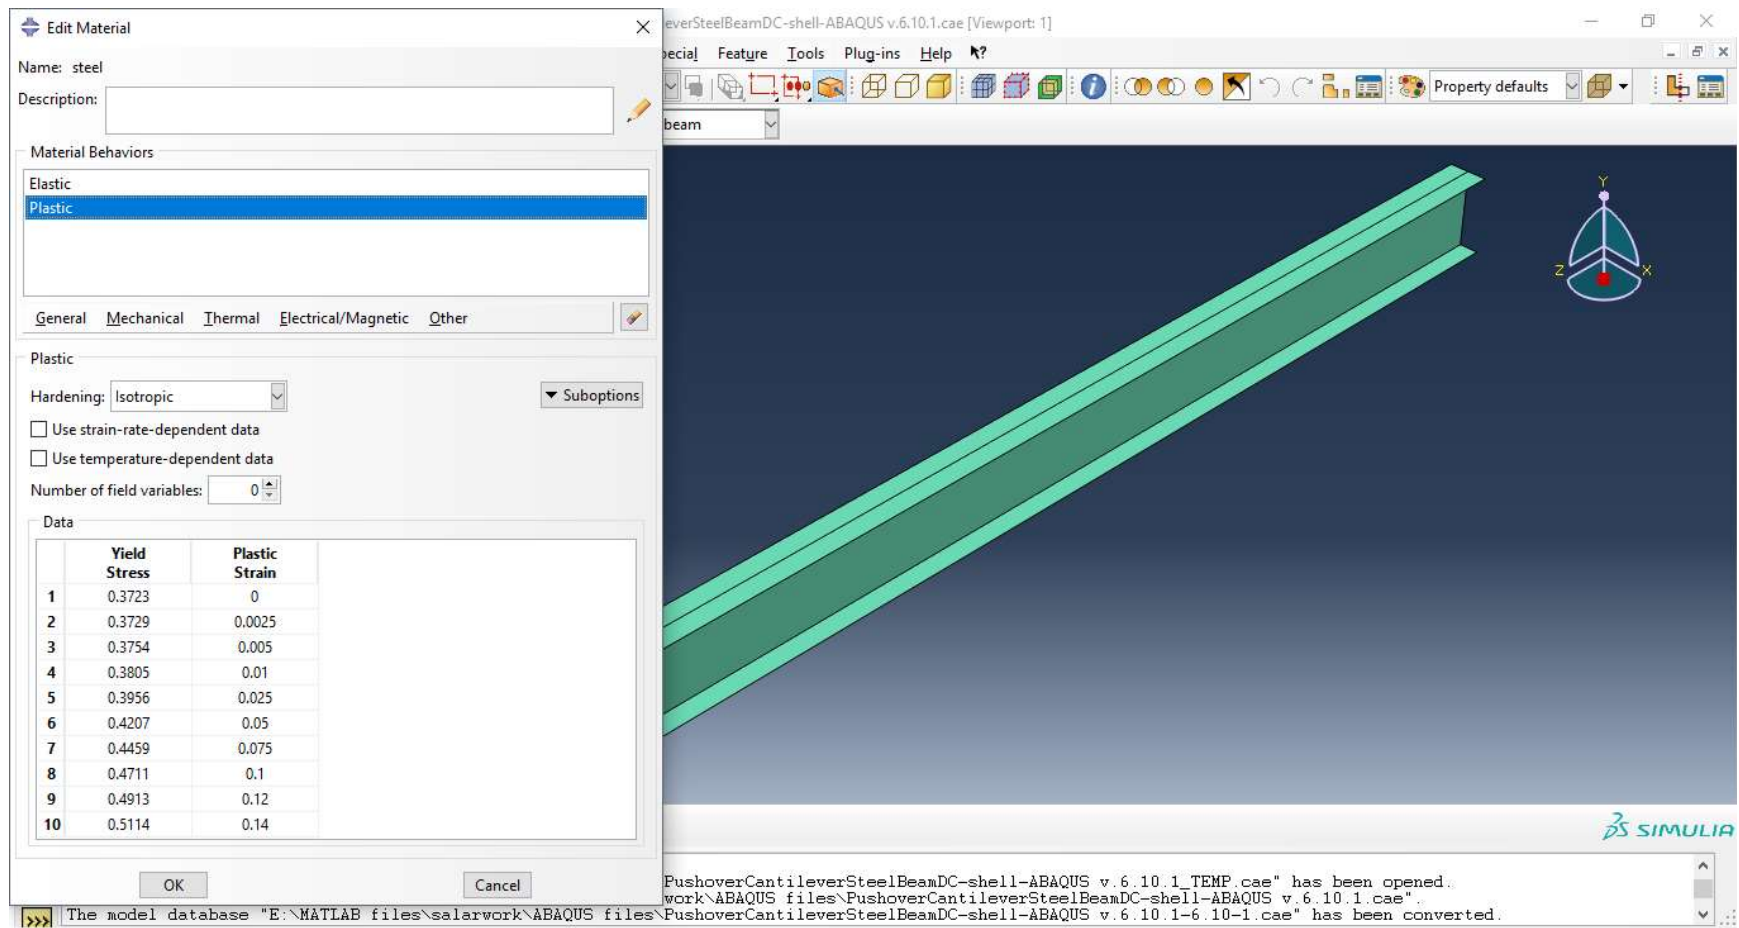 Edit Material
everSteelBeamDC-shell-ABAQUS v.6.10.1.cae [Viewport: 1]
Name: steel
Description:
pecial Feature Tools Plug-ins Help
Property defaults
beam
Material Behaviors
Elastic
Plastic
General Mechanical Thermal Electrical/Magnetic Other
Plastic
Hardening: Isotropic
Suboptions
Use strain-rate-dependent data
Use temperature-dependent data
Number of field variables: 0
Data
Yield Stress Plastic Strain
1 0.3723 0
2 0.3729 0.0025
3 0.3754 0.005
4 0.3805 0.01
5 0.3956 0.025
6 0.4207 0.05
7 0.4459 0.075
8 0.4711 0.1
9 0.4913 0.12
10 0.5114 0.14
OK Cancel
Y
Z X
SIMULIA
PushoverCantileverSteelBeamDC-shell-ABAQUS v.6.10.1_TEMP.cae" has been opened.
work\ABAQUS files\PushoverCantileverSteelBeamDC-shell-ABAQUS v.6.10.1.cae".
>>> The model database "E:\MATLAB files\salarwork\ABAQUS files\PushoverCantileverSteelBeamDC-shell-ABAQUS v.6.10.1-6.10-1.cae" has been converted.